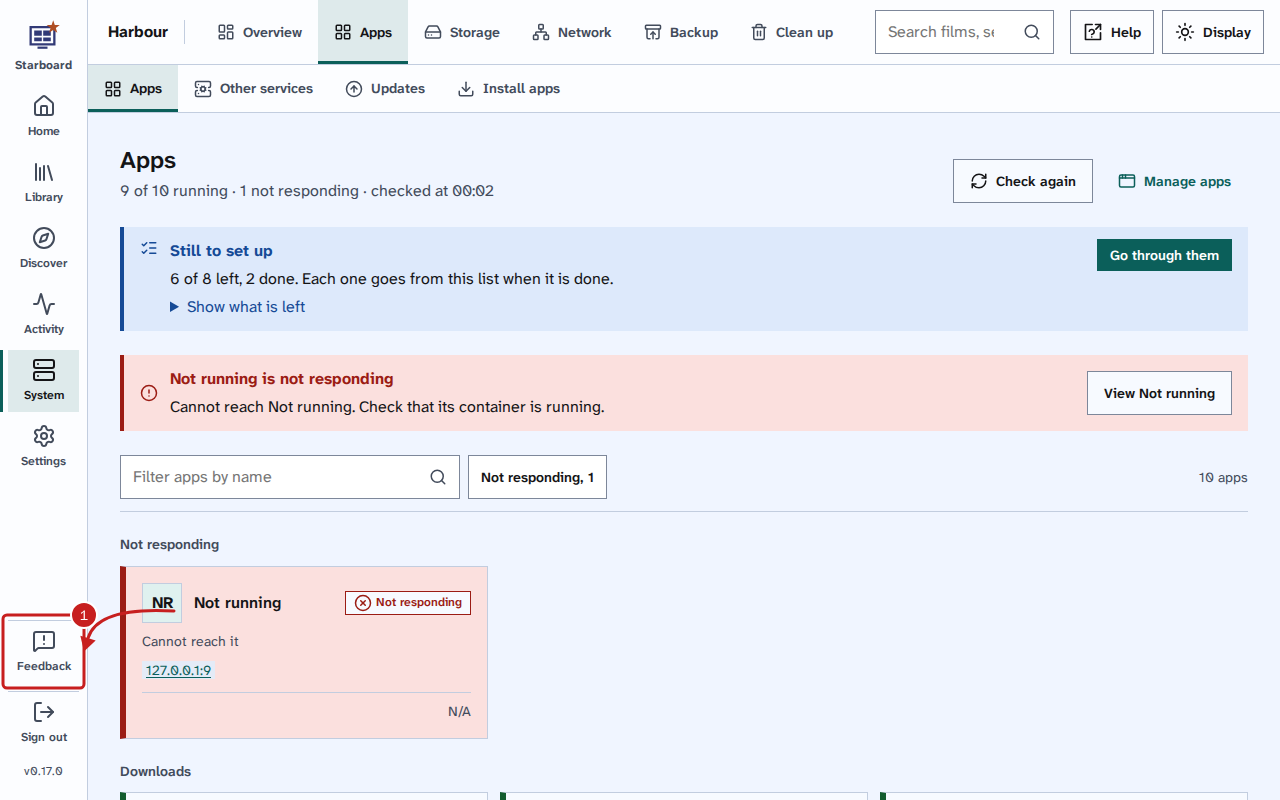 Starboard
Home
Library
Discover
Activity
System
Settings
1
Feedback
Sign out
v0.17.0
Harbour
Overview
Apps
Storage
Network
Backup
Clean up
Search films, se
Help
Display
Apps
Other services
Updates
Install apps
Apps
9 of 10 running · 1 not responding · checked at 00:02
Check again
Manage apps
Still to set up
6 of 8 left, 2 done. Each one goes from this list when it is done.
Show what is left
Go through them
Not running is not responding
Cannot reach Not running. Check that its container is running.
View Not running
Filter apps by name
Not responding, 1
10 apps
Not responding
NR
Not running
Not responding
Cannot reach it
127.0.0.1:9
N/A
Downloads